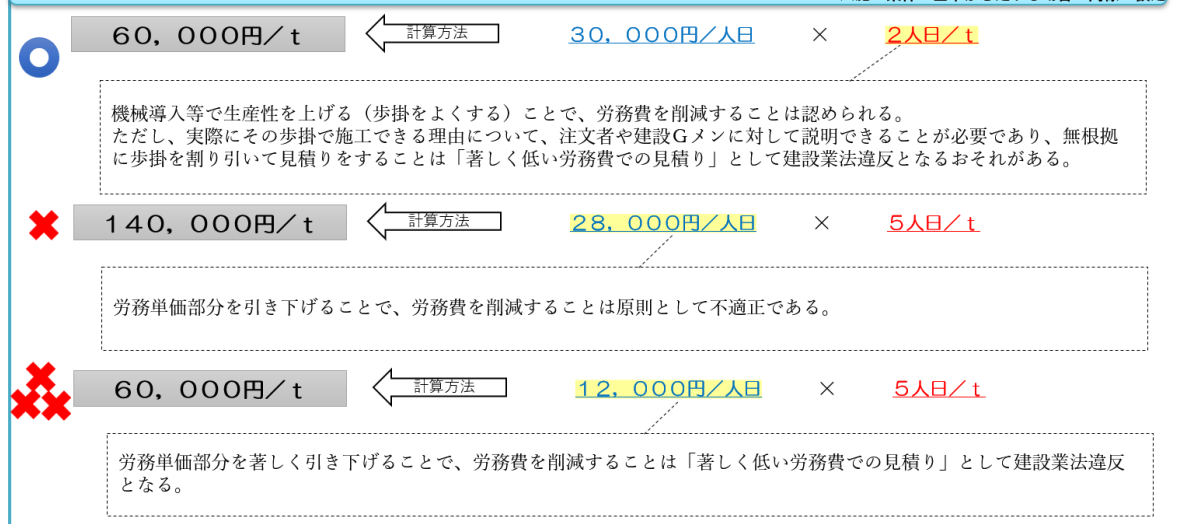 60，000円／t 計算方法 30，000円／人日 × 2人日／t
機械導入等で生産性を上げる（歩掛をよくする）ことで、労務費を削減することは認められる。
ただし、実際にその歩掛で施工できる理由について、注文者や建設Gメンに対して説明できることが必要であり、無根拠
に歩掛を割り引いて見積りをすることは「著しく低い労務費での見積り」として建設業法違反となるおそれがある。
140，000円／t 計算方法 28，000円／人日 × 5人日／t
労務単価部分を引き下げることで、労務費を削減することは原則として不適正である。
60，000円／t 計算方法 12，000円／人日 × 5人日／t
労務単価部分を著しく引き下げることで、労務費を削減することは「著しく低い労務費での見積り」として建設業法違反
となる。